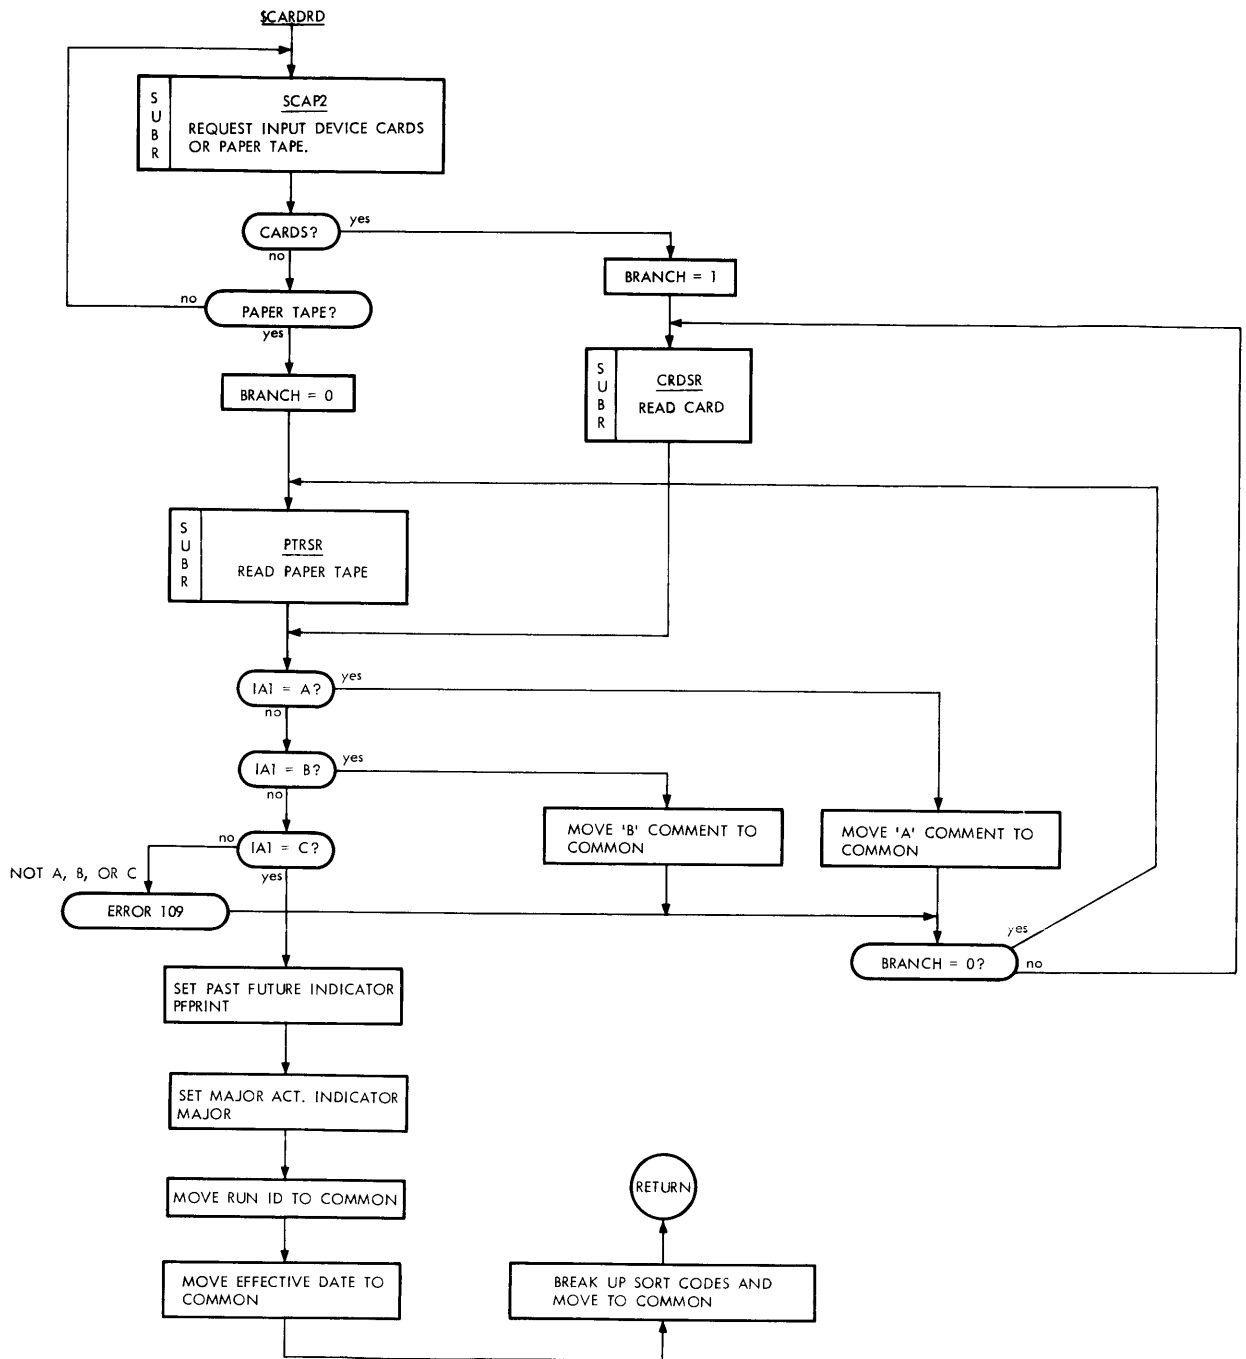 $CARDRD
SUBR
SCAP2
REQUEST INPUT DEVICE CARDS
OR PAPER TAPE.
CARDS?
yes
no
BRANCH = 1
PAPER TAPE?
no
yes
BRANCH = 0
SUBR
CRDSR
READ CARD
SUBR
PTRSR
READ PAPER TAPE
IA1 = A?
yes
no
IA1 = B?
yes
no
MOVE 'B' COMMENT TO
COMMON
MOVE 'A' COMMENT TO
COMMON
IA1 = C?
no
yes
NOT A, B, OR C
ERROR 109
BRANCH = 0?
yes
no
SET PAST FUTURE INDICATOR
PFPRINT
SET MAJOR ACT. INDICATOR
MAJOR
MOVE RUN ID TO COMMON
RETURN
MOVE EFFECTIVE DATE TO
COMMON
BREAK UP SORT CODES AND
MOVE TO COMMON